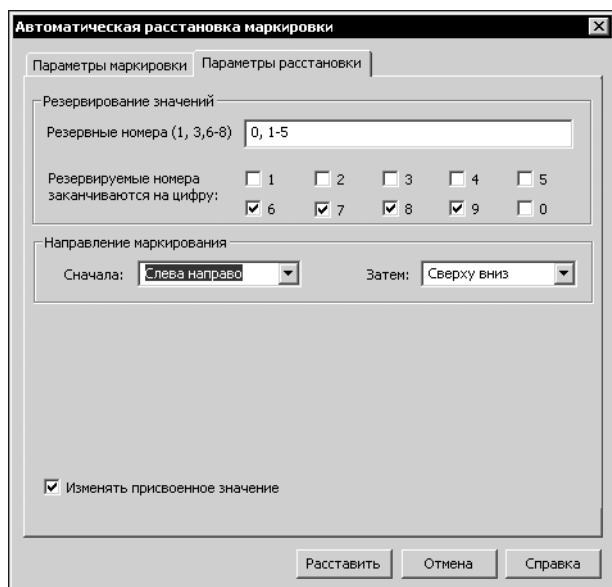 Автоматическая расстановка маркировки
Параметры маркировки Параметры расстановки
Резервирование значений
Резервные номера (1, 3,6-8) 0, 1-5
Резервируемые номера заканчиваются на цифру:
1 2 3 4 5
6 7 8 9 0
Направление маркирования
Сначала: Слева направо Затем: Сверху вниз
Изменять присвоенное значение
Расставить Отмена Справка